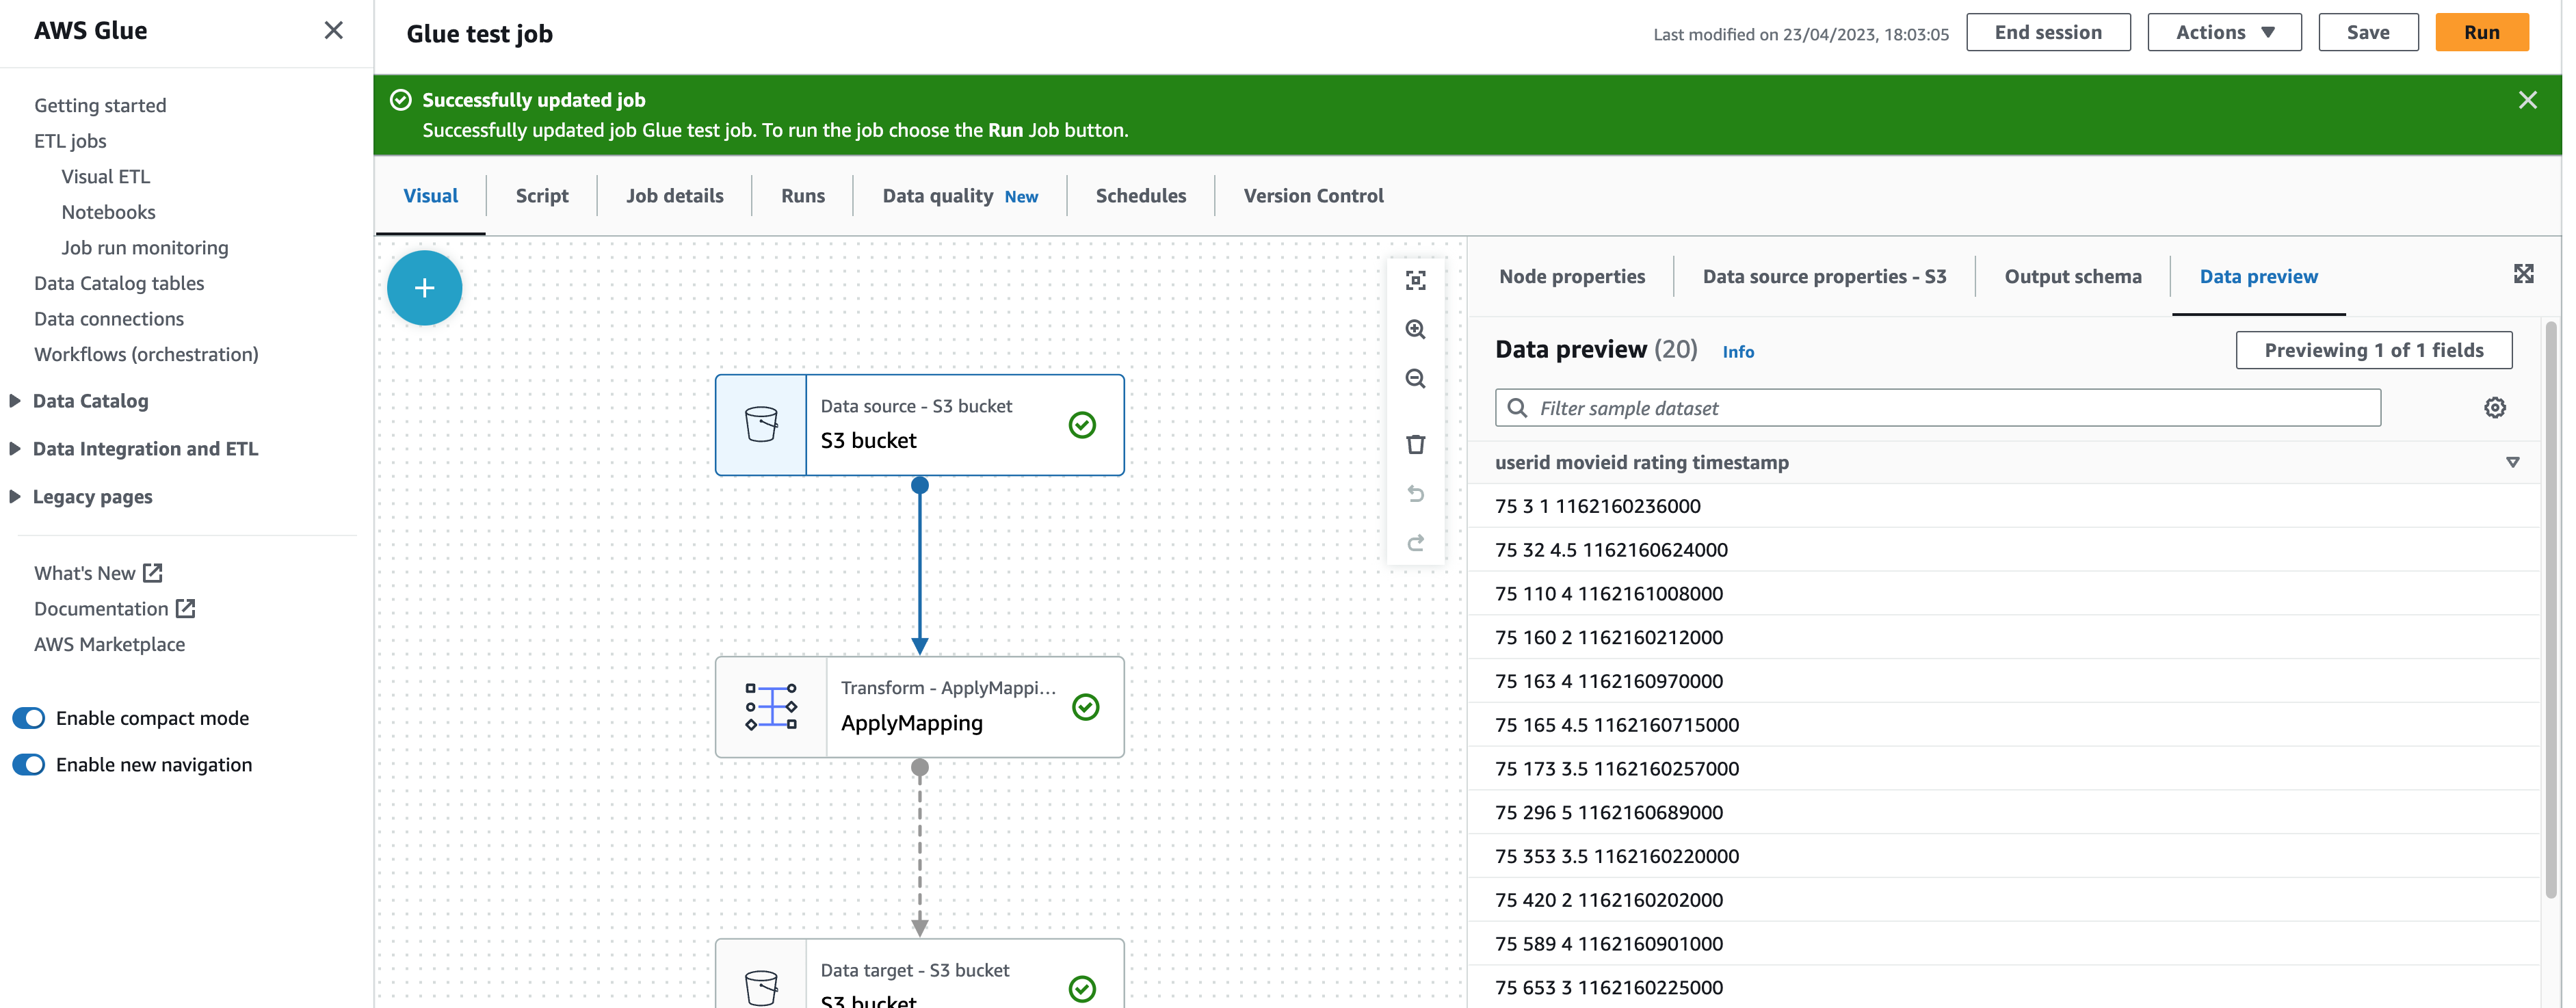 AWS Glue
Getting started
ETL jobs
Visual ETL
Notebooks
Job run monitoring
Data Catalog tables
Data connections
Workflows (orchestration)
Data Catalog
Data Integration and ETL
Legacy pages
What's New
Documentation
AWS Marketplace
Enable compact mode
Enable new navigation
Glue test job
Last modified on 23/04/2023, 18:03:05
End session
Actions
Save
Run
Successfully updated job
Successfully updated job Glue test job. To run the job choose the Run Job button.
Visual
Script
Job details
Runs
Data quality New
Schedules
Version Control
Data source - S3 bucket
S3 bucket
Transform - ApplyMappi...
ApplyMapping
Data target - S3 bucket
S3 bucket
Node properties
Data source properties - S3
Output schema
Data preview
Data preview (20) Info
Previewing 1 of 1 fields
Filter sample dataset
userid movieid rating timestamp
75 3 1 1162160236000
75 32 4.5 1162160624000
75 110 4 1162161008000
75 160 2 1162160212000
75 163 4 1162160970000
75 165 4.5 1162160715000
75 173 3.5 1162160257000
75 296 5 1162160689000
75 353 3.5 1162160220000
75 420 2 1162160202000
75 589 4 1162160901000
75 653 3 1162160225000